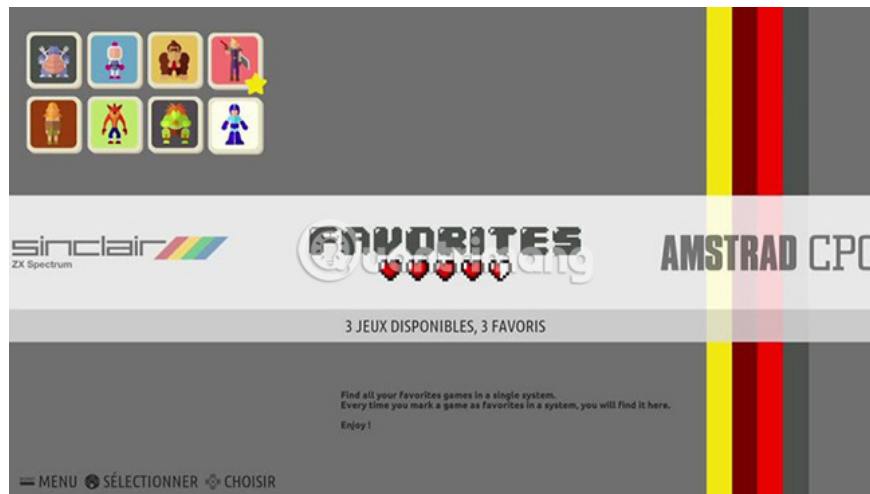 sinclair
ZX Spectrum
FAVORITES
Quantrimang
AMSTRAD CPC
3 JEUX DISPONIBLES, 3 FAVORIS
Find all your favorites games in a single system.
Every time you mark a game as favorites in a system, you will find it here.
Enjoy !
MENU SÉLECTIONNER CHOISIR